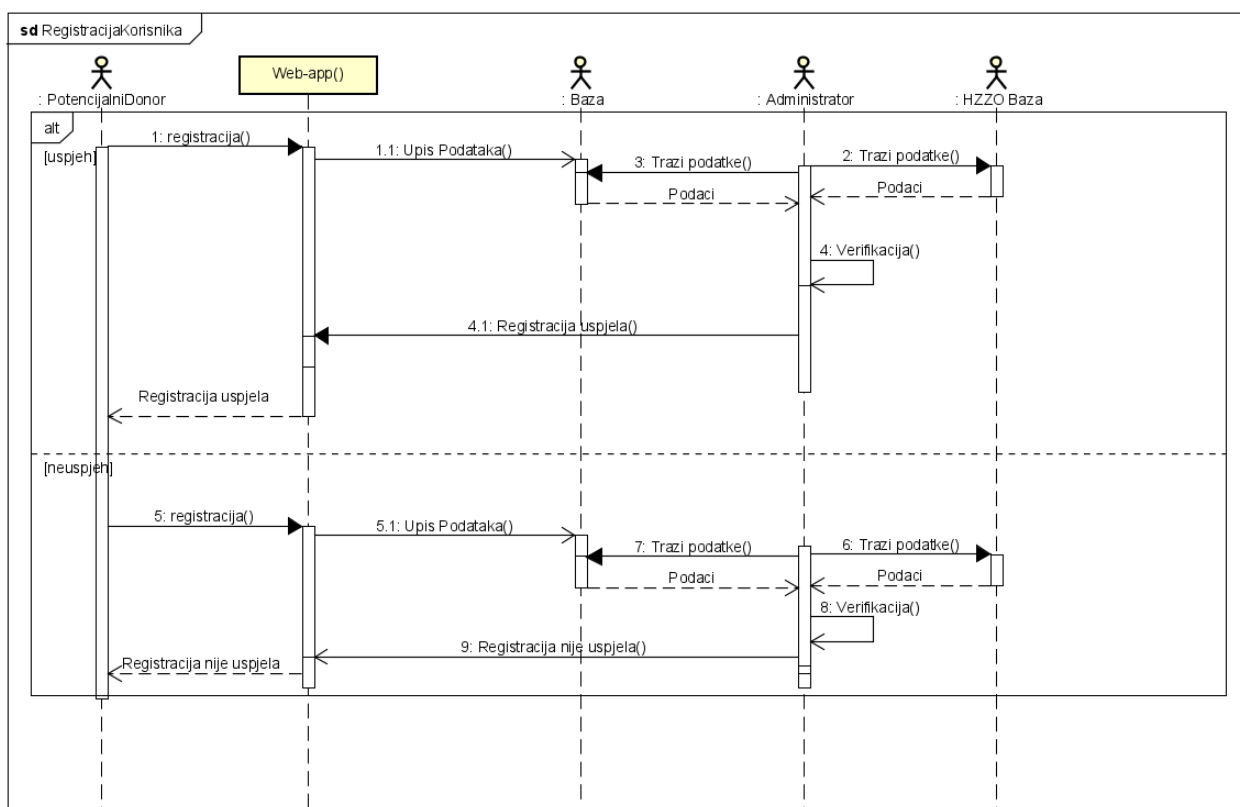 sd RegistracijaKorisnika
: PotencijalniDonor
Web-app()
: Baza
: Administrator
: HZZO Baza
alt
[uspjeh]
1: registracija()
1.1: Upis Podataka()
3: Trazi podatke()
2: Trazi podatke()
Podaci
Podaci
4: Verifikacija()
4.1: Registracija uspjela()
Registracija uspjela
[neuspjeh]
5: registracija()
5.1: Upis Podataka()
7: Trazi podatke()
6: Trazi podatke()
Podaci
Podaci
8: Verifikacija()
9: Registracija nije uspjela()
Registracija nije uspjela